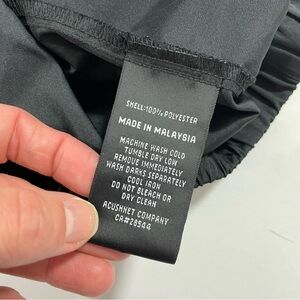 SHELL:100% POLYESTER
MADE IN MALAYSIA
MACHINE WASH COLD
TUMBLE DRY LOW
REMOVE IMMEDIATELY
WASH DARKS SEPARATELY
COOL IRON
DO NOT BLEACH OR
DRY CLEAN
ACUSHNET COMPANY
CA#28544